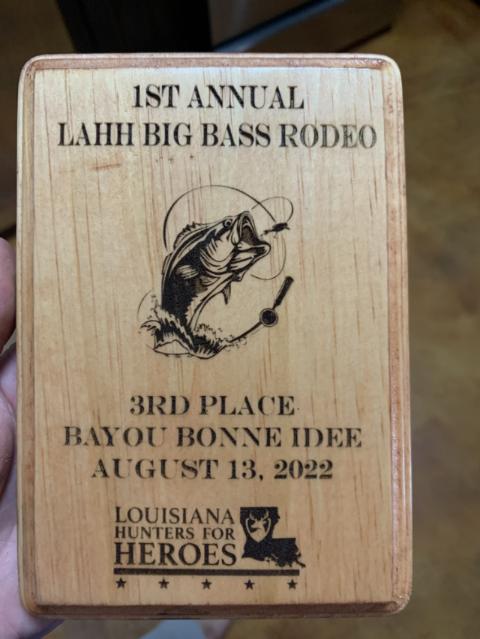 1ST ANNUAL
LAHH BIG BASS RODEO
3RD PLACE
BAYOU BONNE IDEE
AUGUST 13, 2022
LOUISIANA
HUNTERS FOR
HEROES